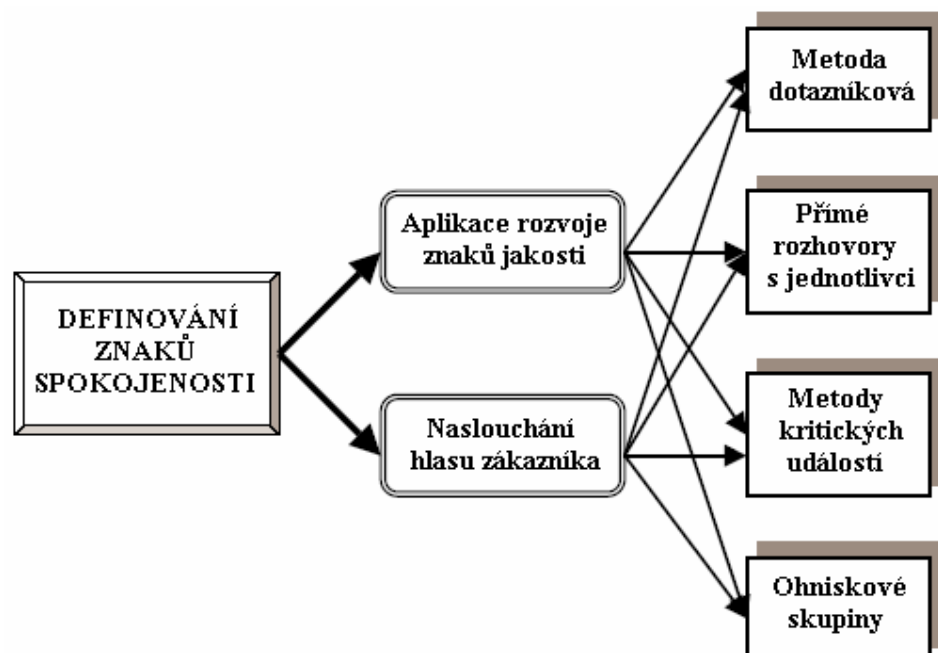 DEFINOVÁNÍ
ZNAKŮ
SPOKOJENOSTI
Aplikace rozvoje
znaků jakosti
Naslouchání
hlasu zákazníka
Metoda
dotazníková
Přímé
rozhovory
s jednotlivci
Metody
kritických
událostí
Ohniskové
skupiny